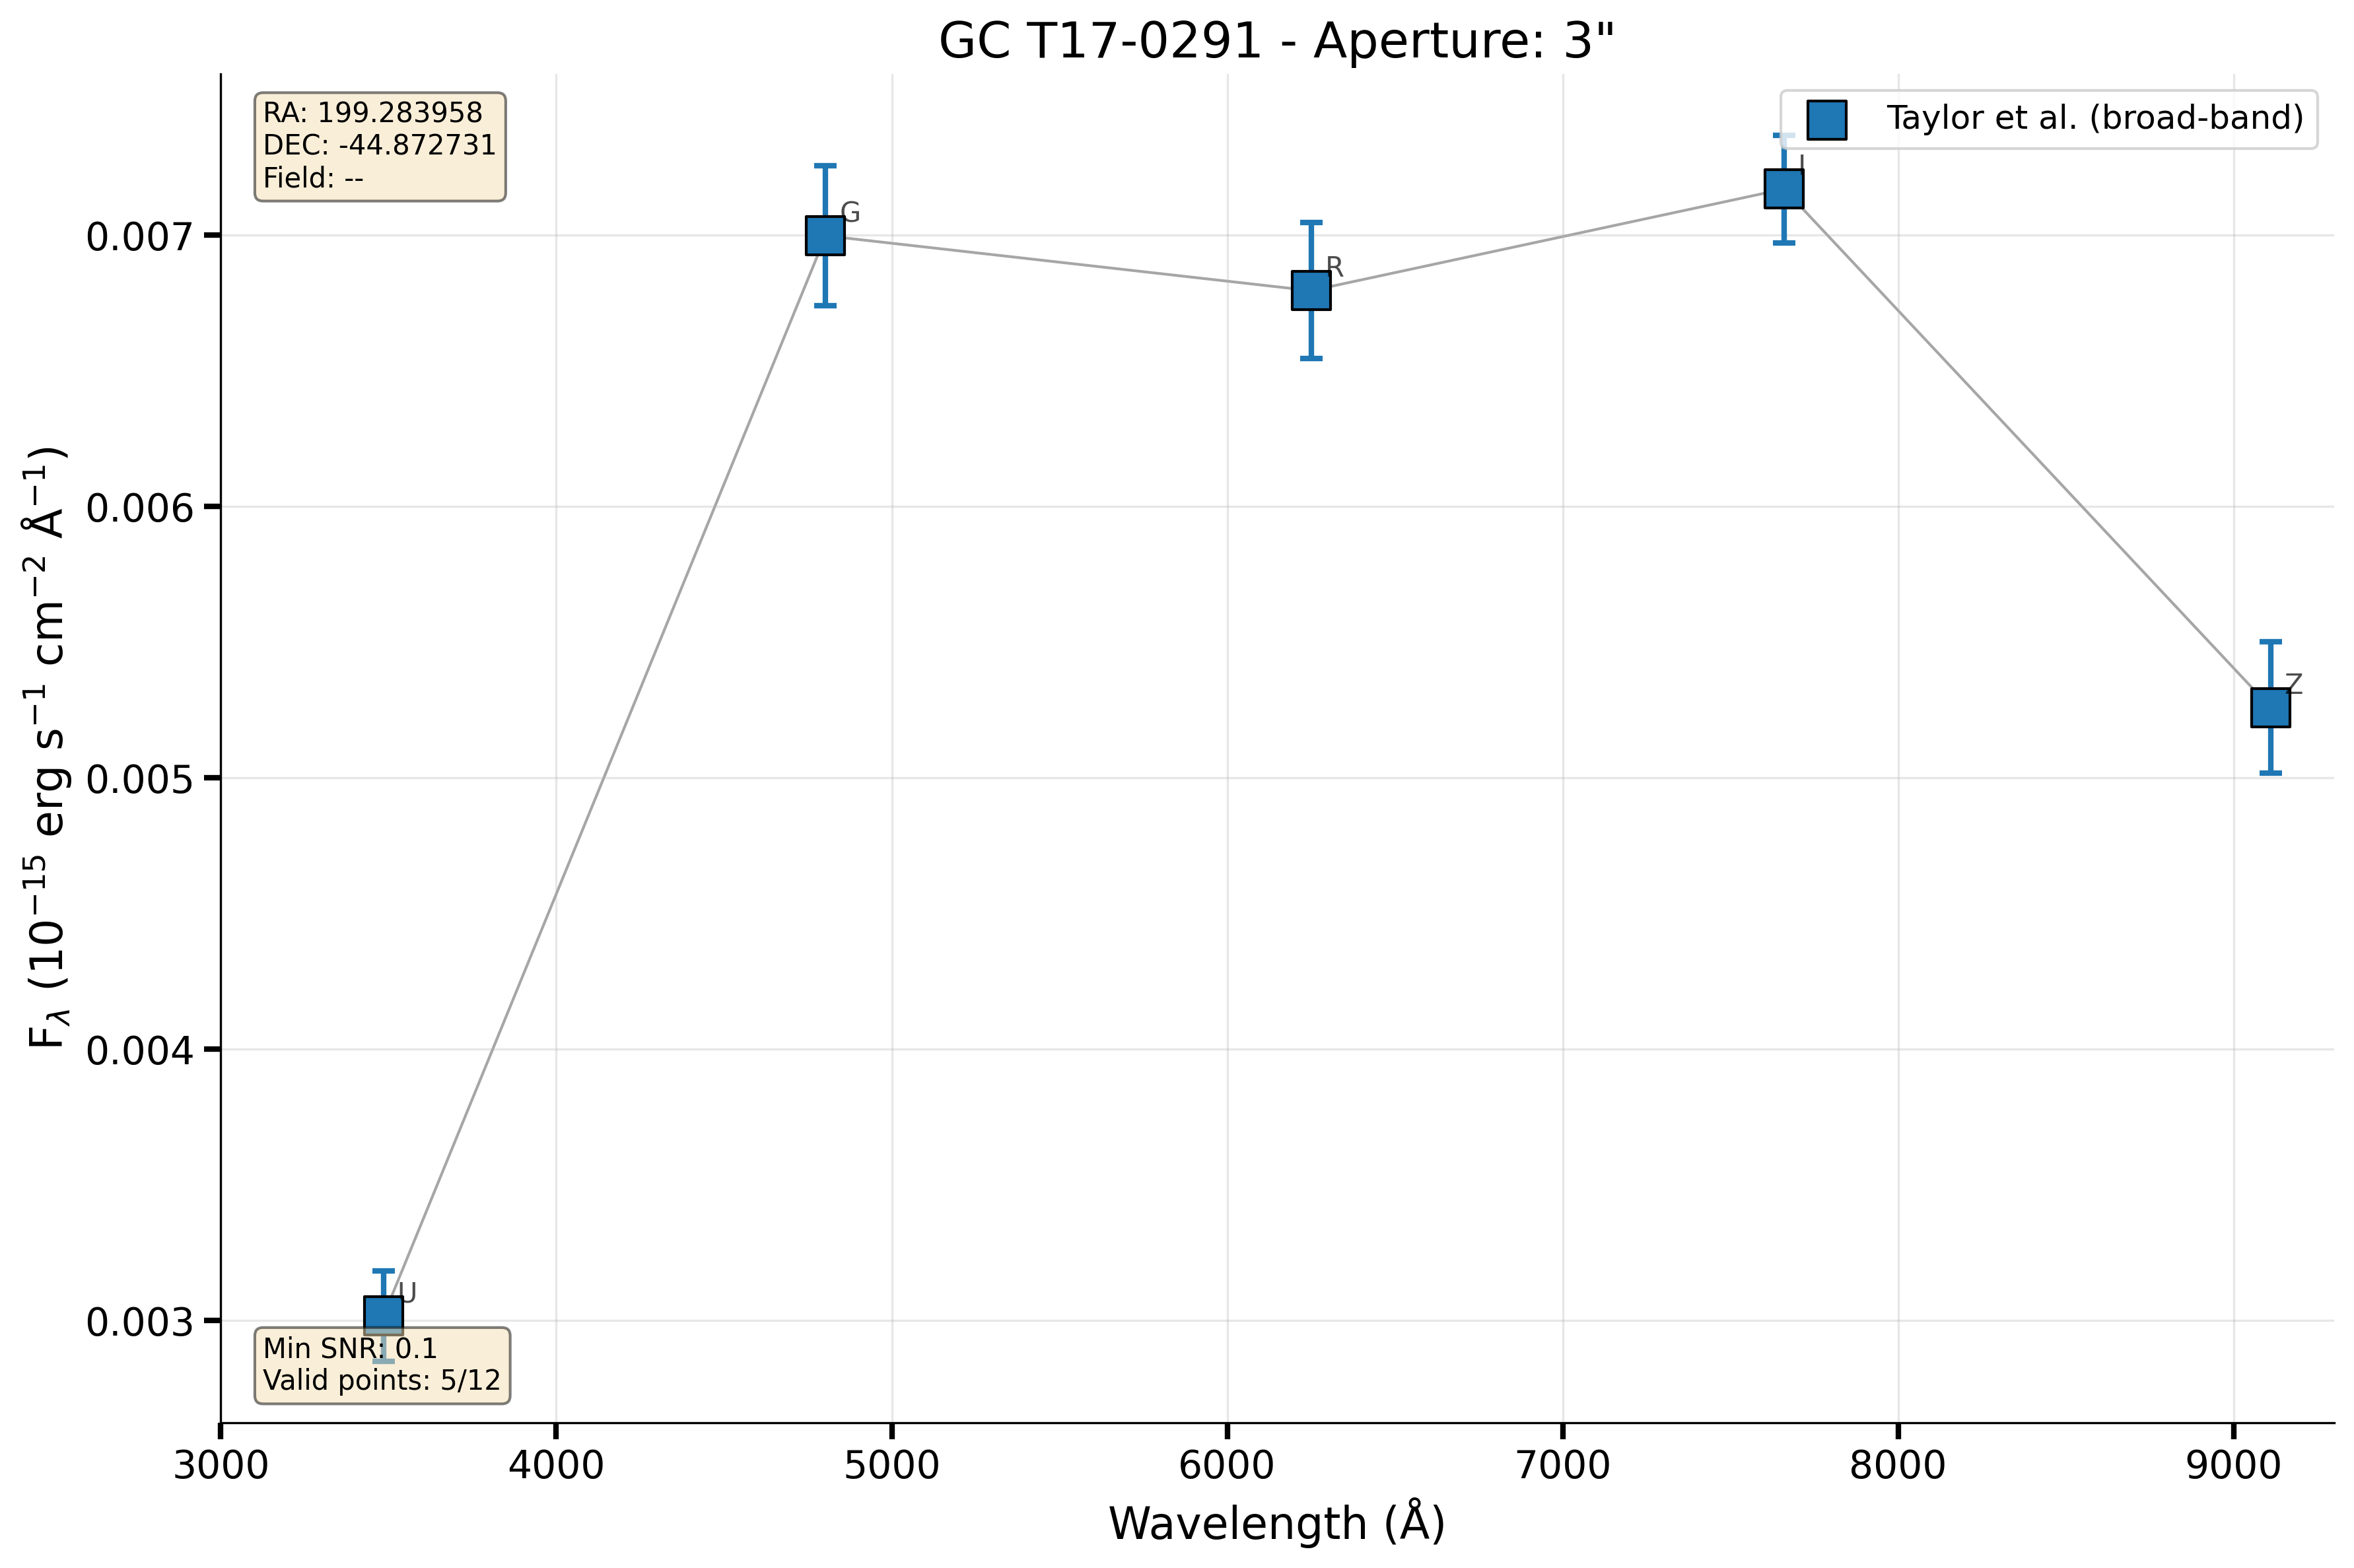 GC T17-0291 - Aperture: 3"
RA: 199.283958
DEC: -44.872731
Field: --
Taylor et al. (broad-band)
G
R
I
Z
U
Min SNR: 0.1
Valid points: 5/12
0.007
0.006
0.005
0.004
0.003
F_λ (10⁻¹⁵ erg s⁻¹ cm⁻² Å⁻¹)
3000 4000 5000 6000 7000 8000 9000
Wavelength (Å)